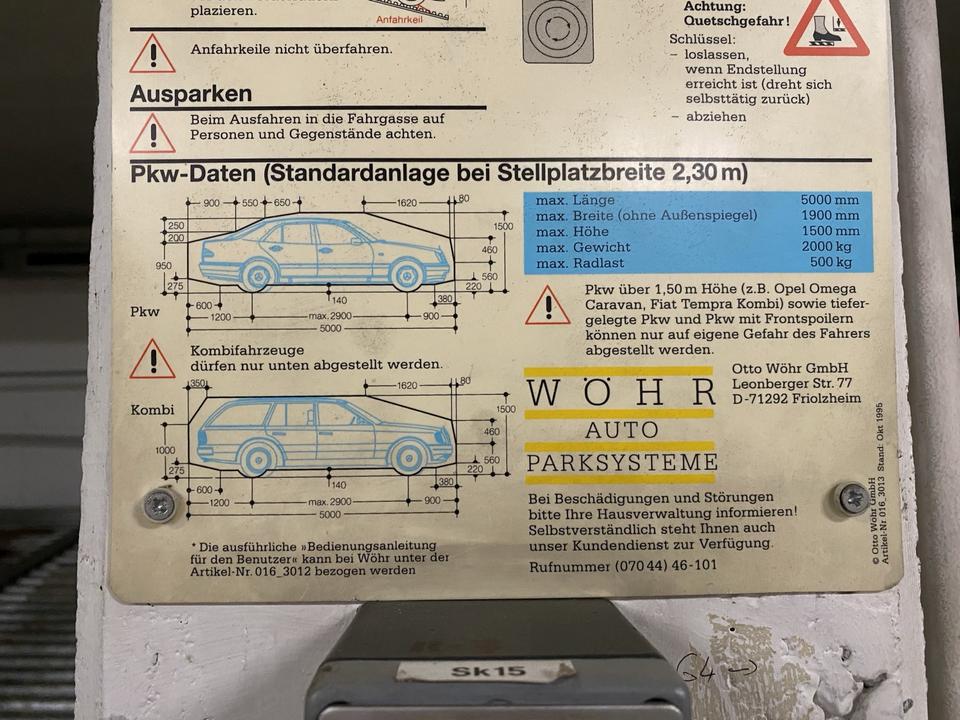 plazieren.
Anfahrkeil
Anfahrkeile nicht überfahren.
Ausparken
Beim Ausfahren in die Fahrgasse auf
Personen und Gegenstände achten.
Achtung:
Quetschgefahr!
Schlüssel:
– loslassen,
wenn Endstellung
erreicht ist (dreht sich
selbsttätig zurück)
– abziehen
Pkw-Daten (Standardanlage bei Stellplatzbreite 2,30 m)
900 550 650 1620 80
250
200
950
275
1500
460
560
220
600 140 380
1200 max. 2900 900
5000
Pkw
max. Länge 5000 mm
max. Breite (ohne Außenspiegel) 1900 mm
max. Höhe 1500 mm
max. Gewicht 2000 kg
max. Radlast 500 kg
Pkw über 1,50 m Höhe (z.B. Opel Omega
Caravan, Fiat Tempra Kombi) sowie tiefer-
gelegte Pkw und Pkw mit Frontspoilern
können nur auf eigene Gefahr des Fahrers
abgestellt werden.
Kombifahrzeuge
dürfen nur unten abgestellt werden.
350 1620 80
Kombi
1000
275
1500
460
560
220
600 140 380
1200 max. 2900 900
5000
WÖHR
AUTO
PARKSYSTEME
Otto Wöhr GmbH
Leonberger Str. 77
D-71292 Friolzheim
Bei Beschädigungen und Störungen
bitte Ihre Hausverwaltung informieren!
Selbstverständlich steht Ihnen auch
unser Kundendienst zur Verfügung.
Rufnummer (070 44) 46-101
* Die ausführliche »Bedienungsanleitung
für den Benutzer« kann bei Wöhr unter der
Artikel-Nr. 016_3012 bezogen werden
© Otto Wöhr GmbH
Artikel-Nr. 016_3013 Stand: Okt 1995
Sk15
64 →